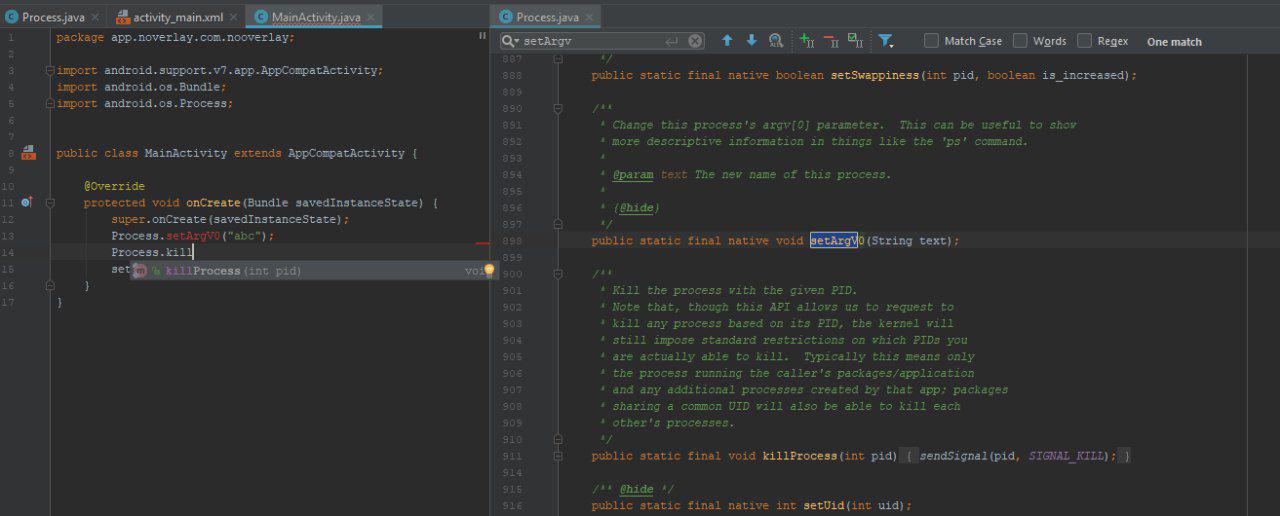 Process.java
activity_main.xml
MainActivity.java
1 package app.noverlay.com.nooverlay;
2
3 import android.support.v7.app.AppCompatActivity;
4 import android.os.Bundle;
5 import android.os.Process;
6
7
8 public class MainActivity extends AppCompatActivity {
9
10 @Override
11 protected void onCreate(Bundle savedInstanceState) {
12 super.onCreate(savedInstanceState);
13 Process.setArgV0("abc");
14 Process.kill
15 set
killProcess(int pid) voi
16 }
17 }
Process.java
setArgv
Match Case
Words
Regex
One match
887 */
888 public static final native boolean setSwappiness(int pid, boolean is_increased);
889
890 /**
891 * Change this process's argv[0] parameter. This can be useful to show
892 * more descriptive information in things like the 'ps' command.
893 *
894 * @param text The new name of this process.
895 *
896 * {@hide}
897 */
898 public static final native void setArgV0(String text);
899
900 /**
901 * Kill the process with the given PID.
902 * Note that, though this API allows us to request to
903 * kill any process based on its PID, the kernel will
904 * still impose standard restrictions on which PIDs you
905 * are actually able to kill. Typically this means only
906 * the process running the caller's packages/application
907 * and any additional processes created by that app; packages
908 * sharing a common UID will also be able to kill each
909 * other's processes.
910 */
911 public static final void killProcess(int pid) { sendSignal(pid, SIGNAL_KILL); }
914
915 /** @hide */
916 public static final native int setUid(int uid);